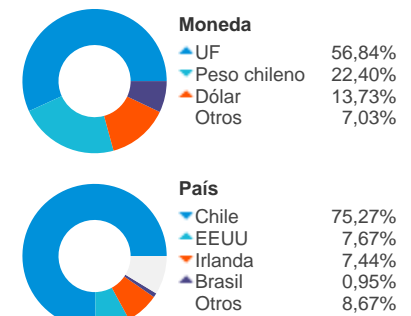 Moneda
UF 56,84%
Peso chileno 22,40%
Dólar 13,73%
Otros 7,03%
País
Chile 75,27%
EEUU 7,67%
Irlanda 7,44%
Brasil 0,95%
Otros 8,67%